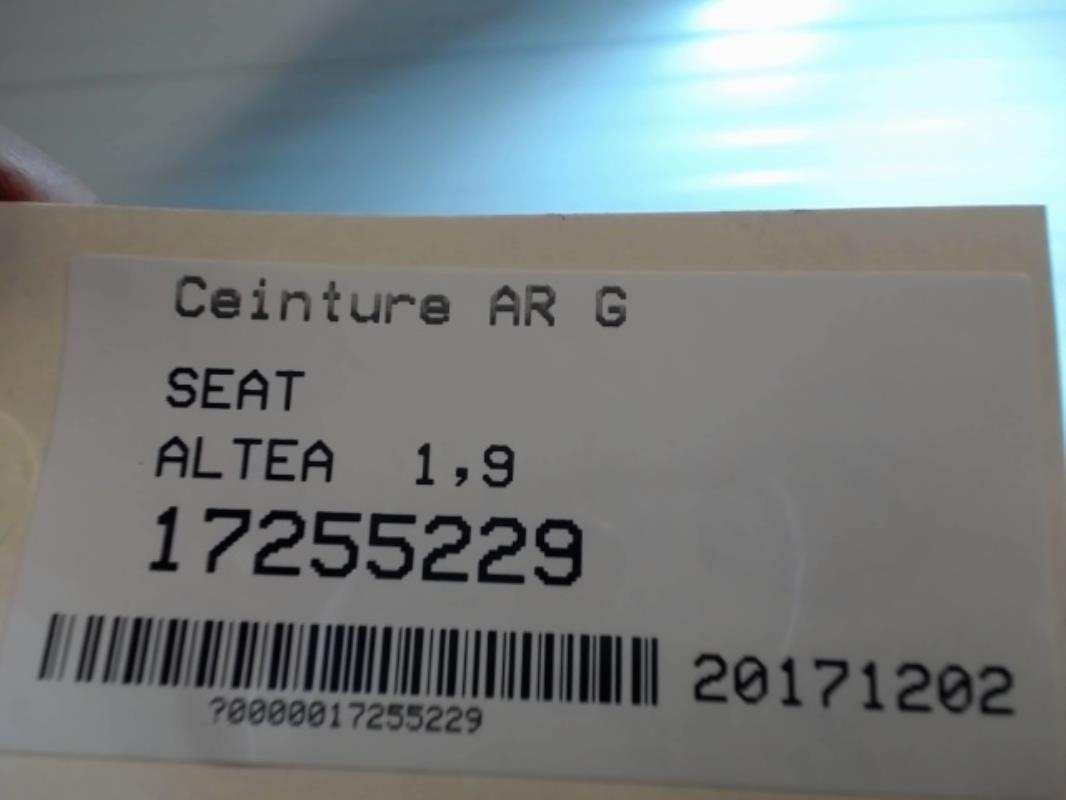 Ceinture AR G
SEAT
ALTEA 1,9
17255229
20171202
?0000017255229